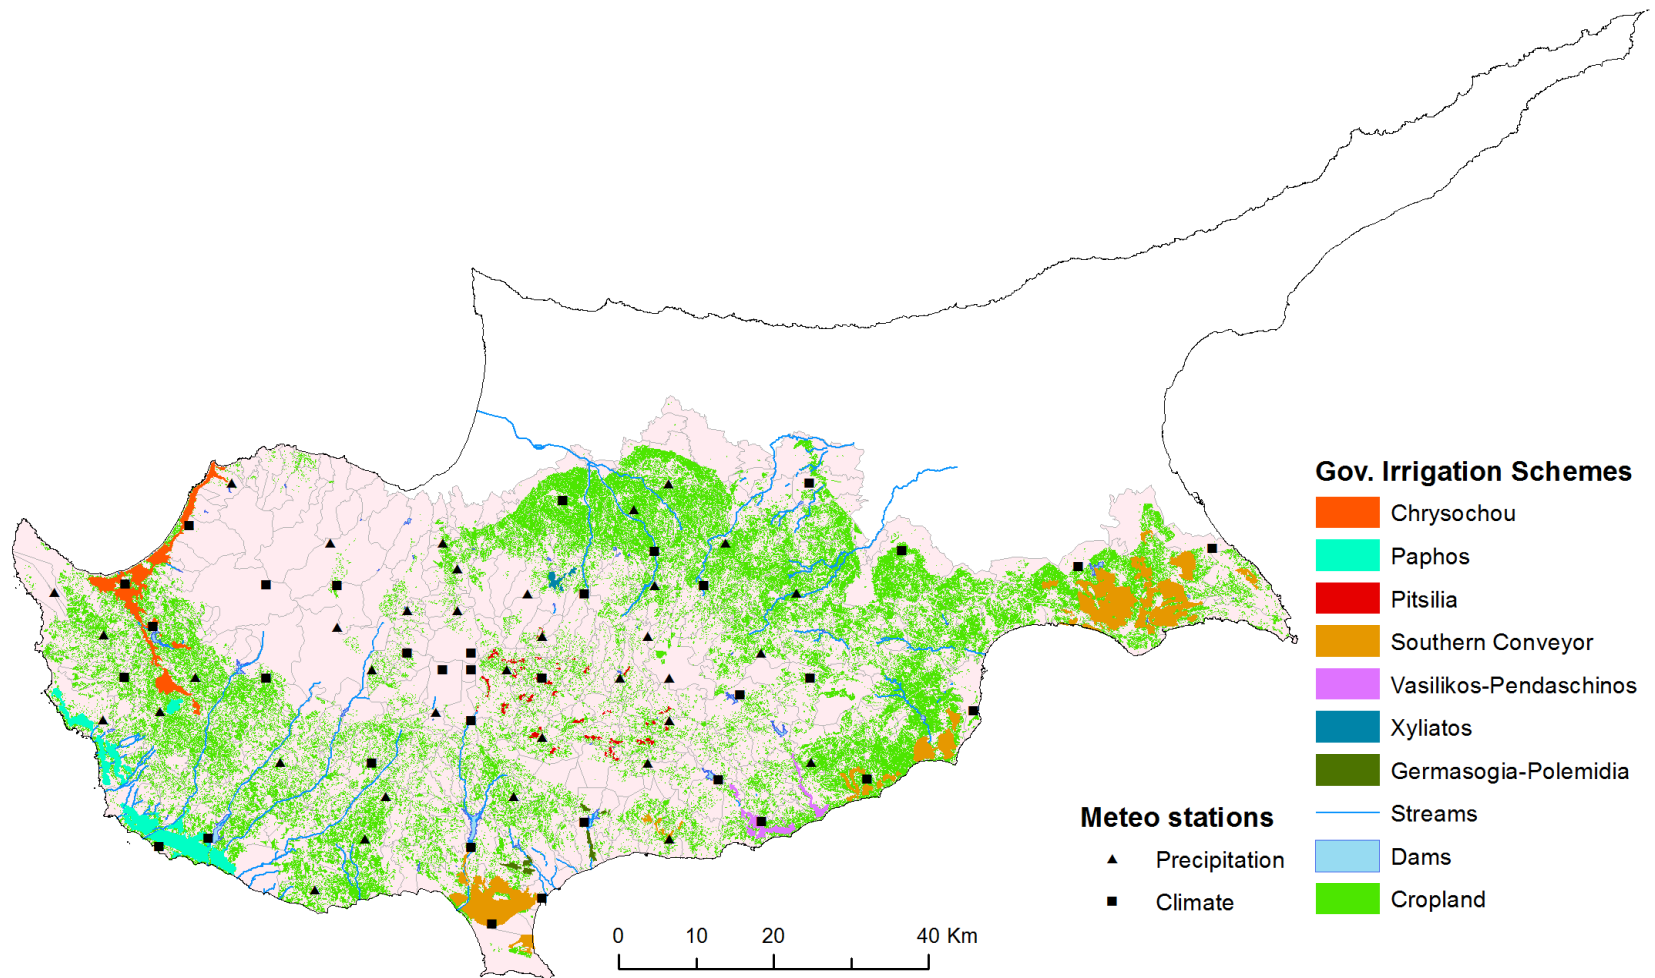 Gov. Irrigation Schemes
Chrysochou
Paphos
Pitsilia
Southern Conveyor
Vasilikos-Pendaschinos
Xyliatos
Germasogia-Polemidia
Streams
Dams
Cropland
Meteo stations
Precipitation
Climate
0 10 20 40 Km